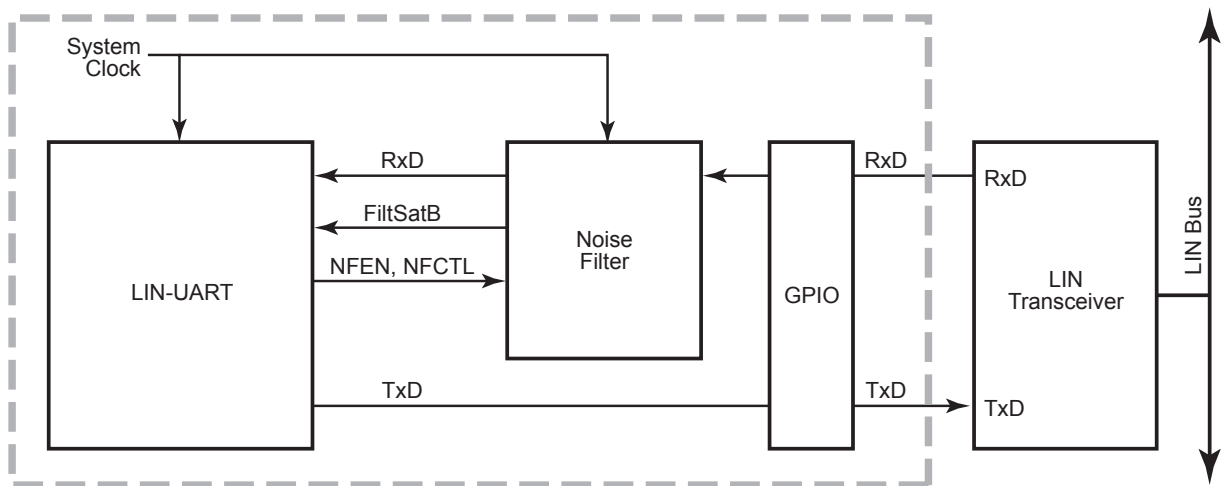 System
Clock
RxD
RxD
RxD
FiltSatB
NFEN, NFCTL
Noise
Filter
LIN-UART
GPIO
LIN
Transceiver
LIN Bus
TxD
TxD
TxD